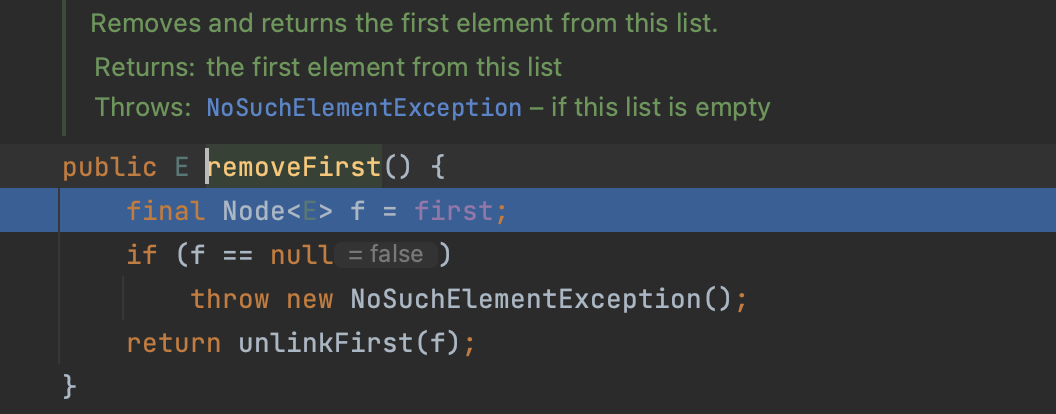 Removes and returns the first element from this list.
Returns: the first element from this list
Throws: NoSuchElementException – if this list is empty
public E removeFirst() {
final Node<E> f = first;
if (f == null = false )
throw new NoSuchElementException();
return unlinkFirst(f);
}